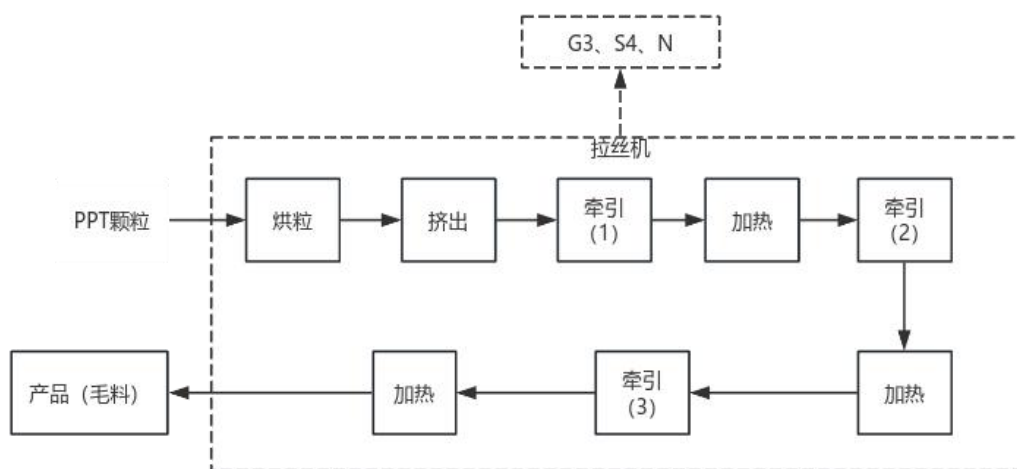 G3、S4、N
拉丝机
PPT颗粒
烘粒
挤出
牵引
(1)
加热
牵引
(2)
产品（毛料）
加热
牵引
(3)
加热